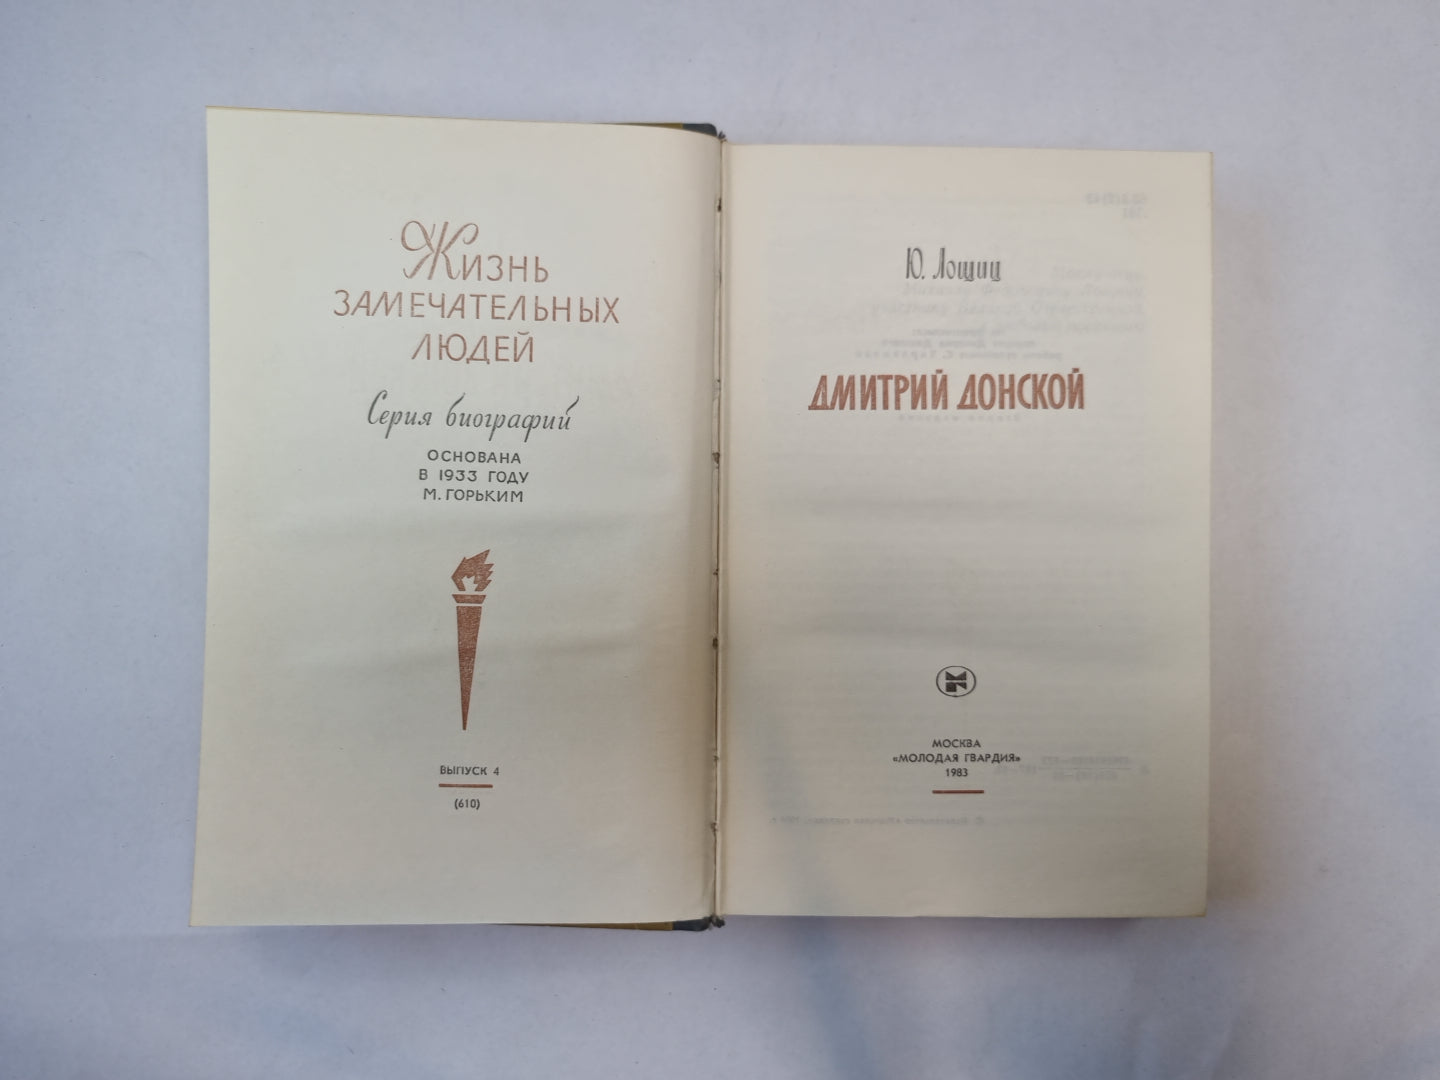 Жизнь
ЗАМЕЧАТЕЛЬНЫХ
ЛЮДЕЙ
Серия биографий
ОСНОВАНА
В 1933 ГОДУ
М. ГОРЬКИМ
ВЫПУСК 4
(610)
Ю. Лощиц
ДМИТРИЙ ДОНСКОЙ
МОСКВА
«МОЛОДАЯ ГВАРДИЯ»
1983